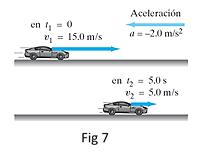 Aceleración
en t₁ = 0
v₁ = 15.0 m/s
a = –2.0 m/s²
en t₂ = 5.0 s
v₂ = 5.0 m/s
Fig 7